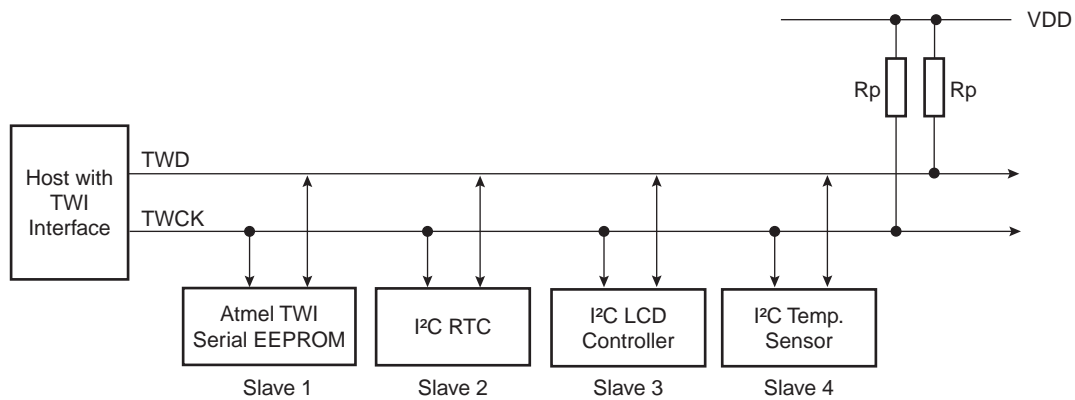 VDD
Rp Rp
Host with
TWI
Interface
TWD
TWCK
Atmel TWI
Serial EEPROM
Slave 1
I²C RTC
Slave 2
I²C LCD
Controller
Slave 3
I²C Temp.
Sensor
Slave 4